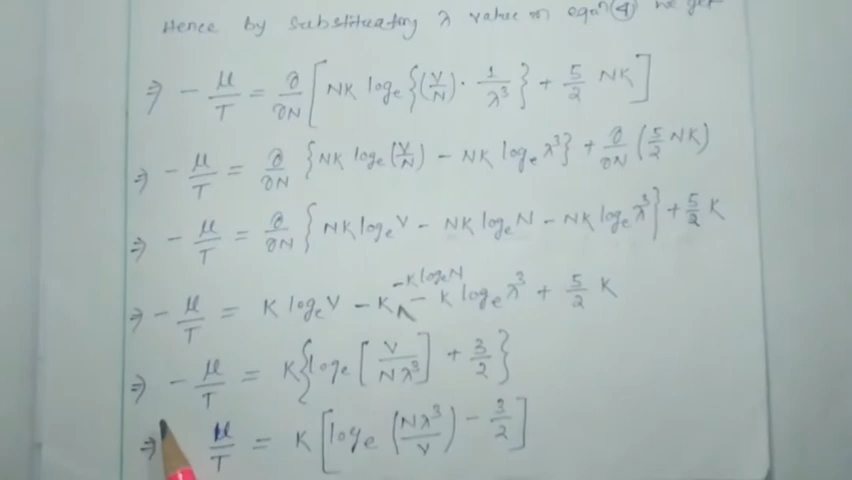 Hence by substituating λ value in eqn (4) we get
⇒ - μ/T = ∂/∂N [NK logₑ {(V/N) · 1/λ³} + 5/2 NK]
⇒ - μ/T = ∂/∂N {NK logₑ (V/N) - NK logₑ λ³} + ∂/∂N (5/2 NK)
⇒ - μ/T = ∂/∂N {NK logₑ V - NK logₑ N - NK logₑ λ³} + 5/2 K
⇒ - μ/T = K logₑ V - K - K logₑ N - K logₑ λ³ + 5/2 K
⇒ - μ/T = K {logₑ [V/Nλ³] + 3/2}
⇒ μ/T = K [logₑ (Nλ³/V) - 3/2]